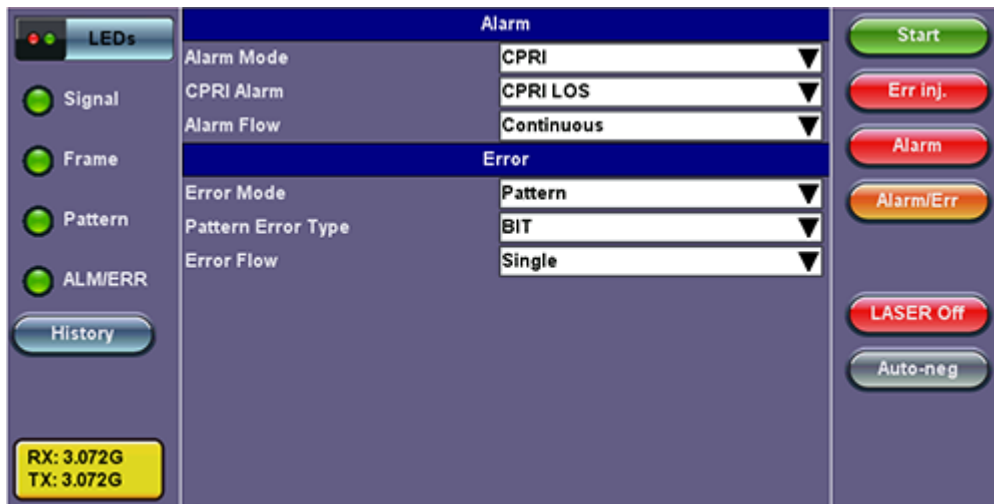 LEDs
Signal
Frame
Pattern
ALM/ERR
History
RX: 3.072G
TX: 3.072G
Alarm
Alarm Mode CPRI
CPRI Alarm CPRI LOS
Alarm Flow Continuous
Error
Error Mode Pattern
Pattern Error Type BIT
Error Flow Single
Start
Err inj.
Alarm
Alarm/Err
LASER Off
Auto-neg